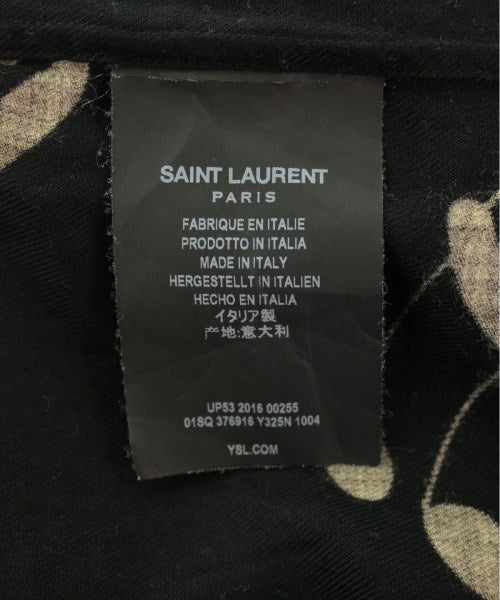 SAINT LAURENT
PARIS
FABRIQUE EN ITALIE
PRODOTTO IN ITALIA
MADE IN ITALY
HERGESTELLT IN ITALIEN
HECHO EN ITALIA
イタリア製
产地:意大利
UP53 2016 00255
01SQ 376916 Y325N 1004
YSL.COM